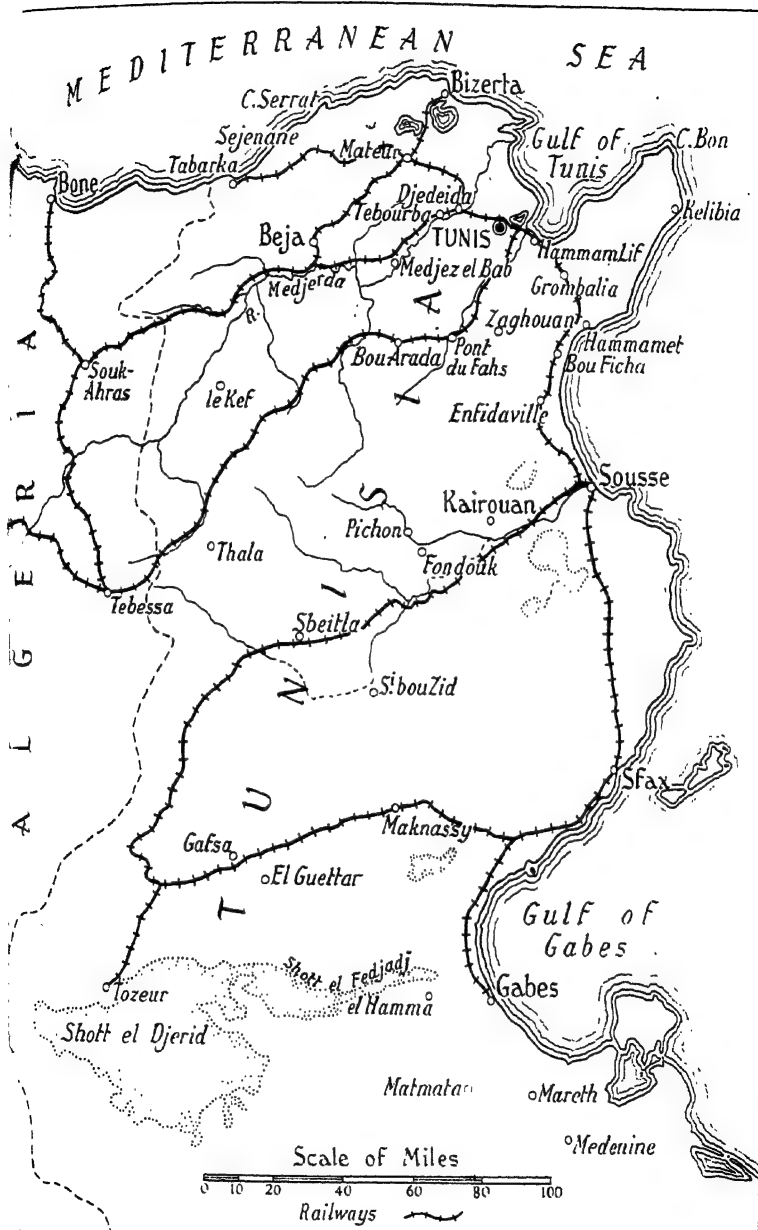 MEDITERRANEAN SEA
Bizerta
C. Serrat
Sejenane
Gulf of
Tunis
C. Bon
Mateur
Tabarka
Bone
Djedeida
Tebourba
Kelibia
Beja
TUNIS
Hammam Lif
Medjez el Bab
Medjerda
R.
Grombalia
Zaghouan
Hammamet
Bou Arada
Pont
du Fahs
Bou Ficha
Souk-
Ahras
le Kef
Enfidaville
Sousse
Kairouan
Pichon
Fondouk
Thala
Tebessa
Sbeitla
Si bou Zid
ALGERIA
TUNISIA
Sfax
Maknassy
Gafsa
El Guettar
Gulf of
Gabes
Shott el Fedjadj
Tozeur
el Hamma
Gabes
Shott el Djerid
Matmata
Mareth
Medenine
Scale of Miles
0 10 20 40 60 80 100
Railways